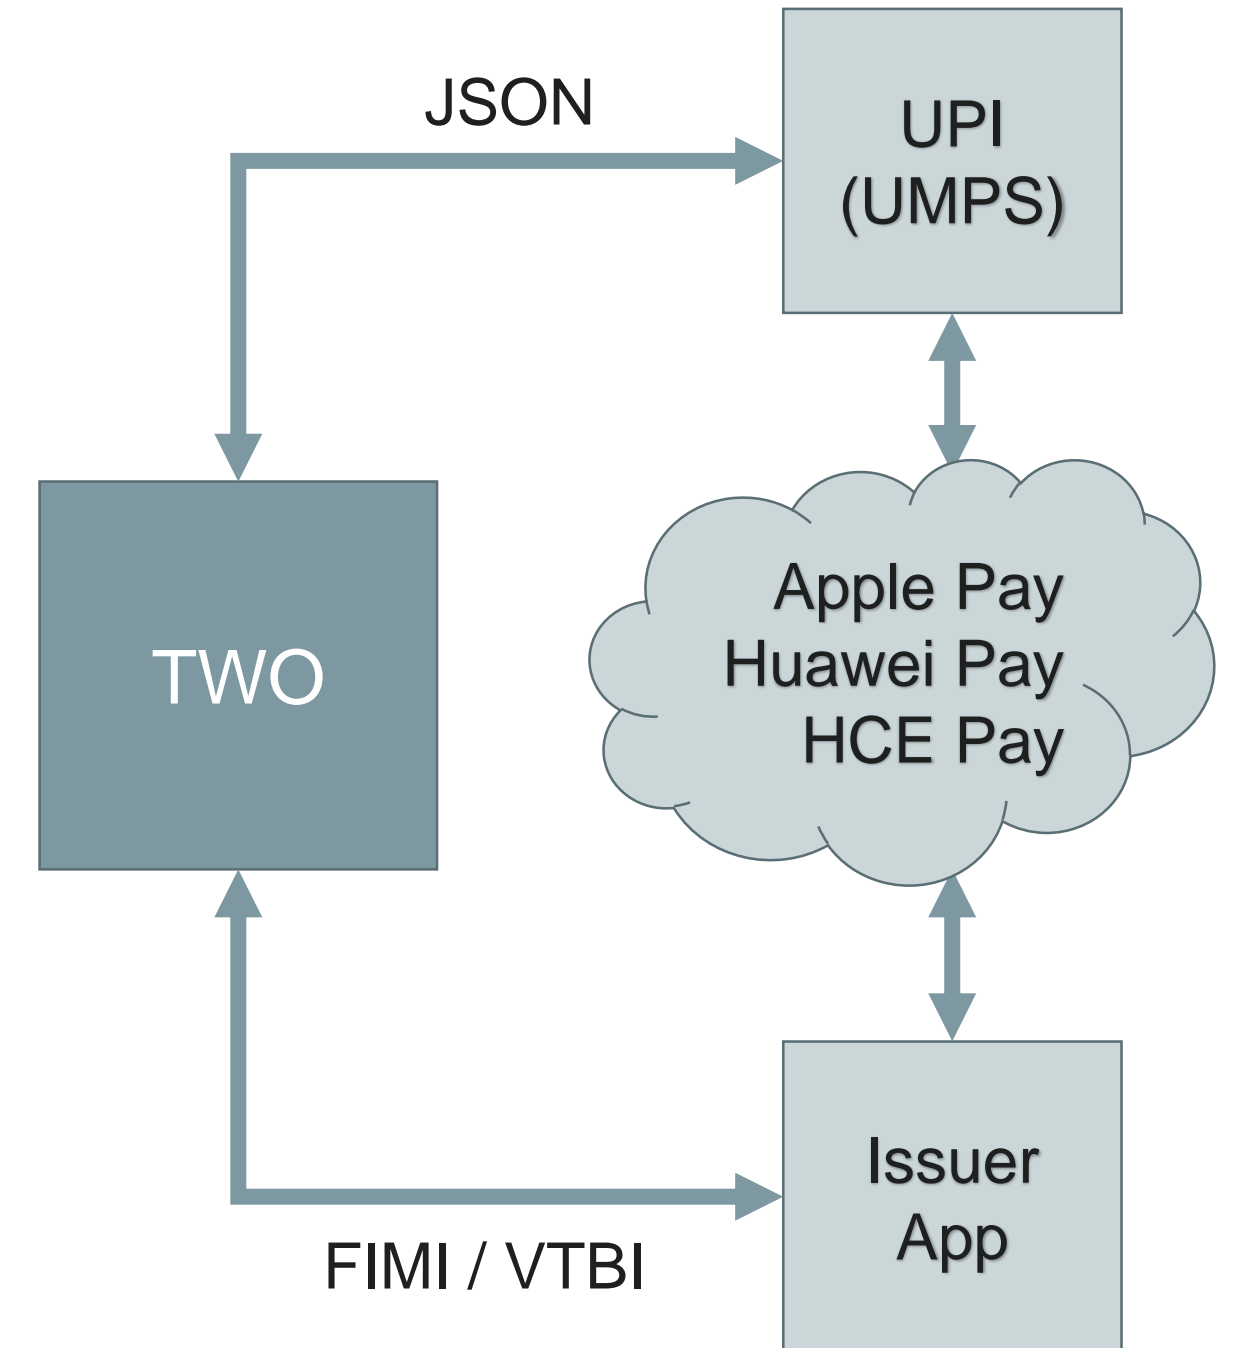 JSON
UPI
(UMPS)
TWO
Apple Pay
Huawei Pay
HCE Pay
Issuer
App
FIMI / VTBI